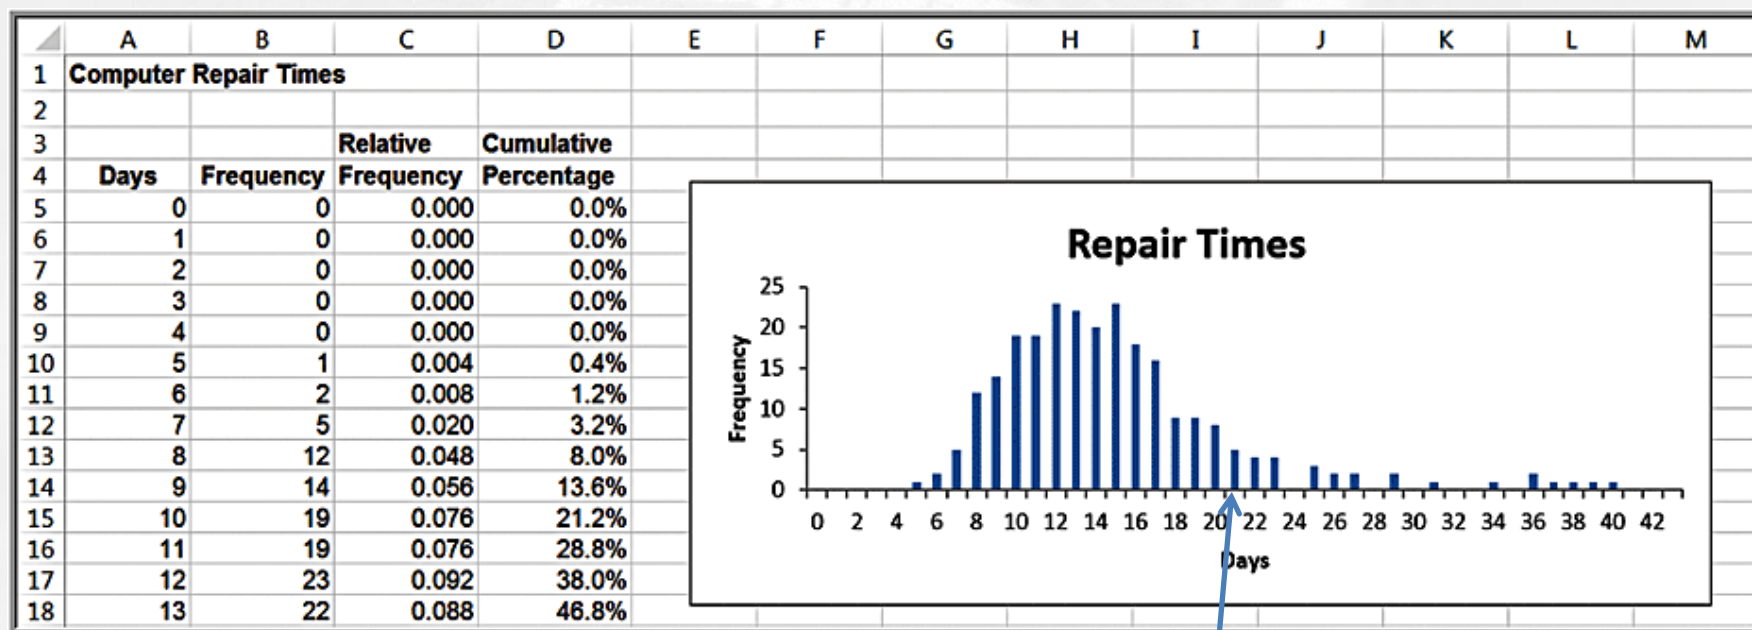 A B C D E F G H I J K L M
1 Computer Repair Times
2
3 Relative Cumulative
4 Days Frequency Frequency Percentage
5 0 0 0.000 0.0%
6 1 0 0.000 0.0%
7 2 0 0.000 0.0%
8 3 0 0.000 0.0%
9 4 0 0.000 0.0%
10 5 1 0.004 0.4%
11 6 2 0.008 1.2%
12 7 5 0.020 3.2%
13 8 12 0.048 8.0%
14 9 14 0.056 13.6%
15 10 19 0.076 21.2%
16 11 19 0.076 28.8%
17 12 23 0.092 38.0%
18 13 22 0.088 46.8%
Repair Times
25
20
15
10
5
0
Frequency
0 2 4 6 8 10 12 14 16 18 20 22 24 26 28 30 32 34 36 38 40 42
Days